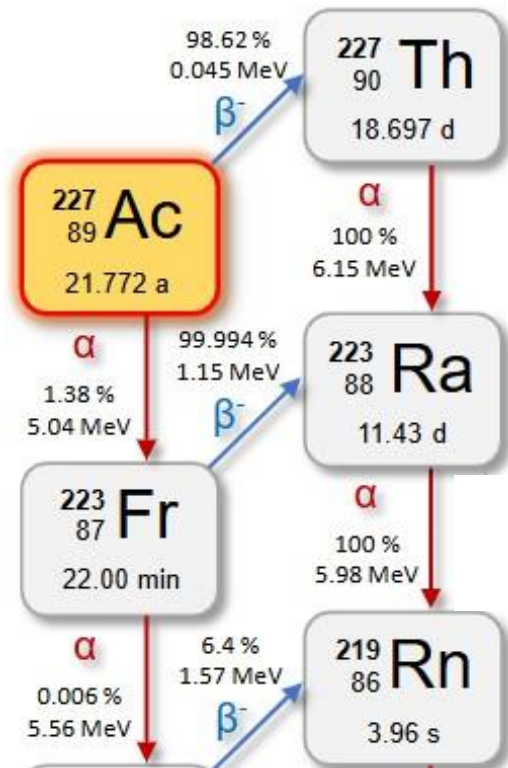 98.62 %
0.045 MeV
β⁻
227
90 Th
18.697 d
227
89 Ac
21.772 a
α
100 %
6.15 MeV
α
1.38 %
5.04 MeV
99.994 %
1.15 MeV
β⁻
223
88 Ra
11.43 d
223
87 Fr
22.00 min
α
100 %
5.98 MeV
α
0.006 %
5.56 MeV
6.4 %
1.57 MeV
β⁻
219
86 Rn
3.96 s